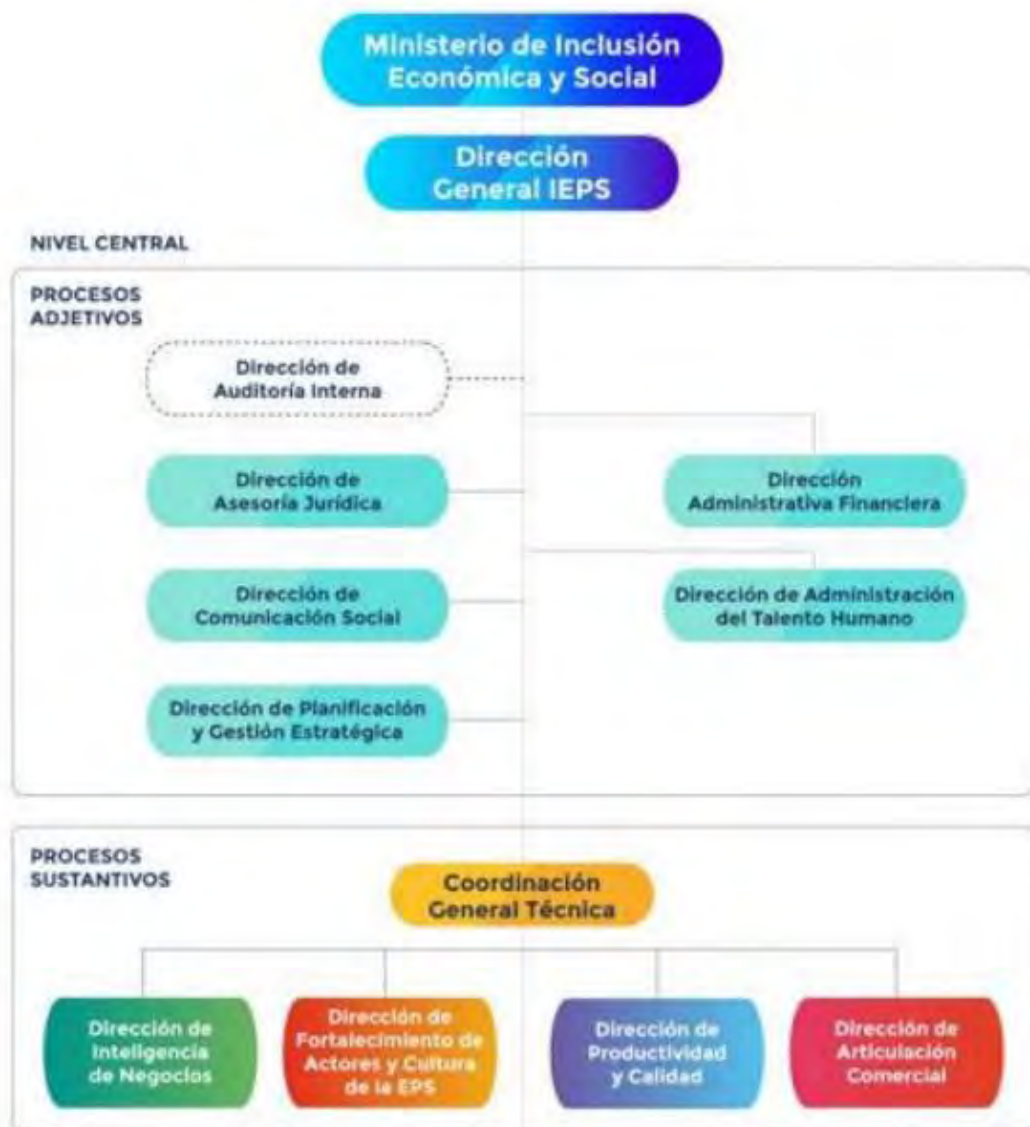 Ministerio de Inclusión
Económica y Social
Dirección
General IEPS
NIVEL CENTRAL
PROCESOS
ADJETIVOS
Dirección de
Auditoría Interna
Dirección de
Asesoría Jurídica
Dirección
Administrativa Financiera
Dirección de
Comunicación Social
Dirección de Administración
del Talento Humano
Dirección de Planificación
y Gestión Estratégica
PROCESOS
SUSTANTIVOS
Coordinación
General Técnica
Dirección de
Inteligencia
de Negocios
Dirección de
Fortalecimiento de
Actores y Cultura
de la EPS
Dirección de
Productividad
y Calidad
Dirección de
Articulación
Comercial